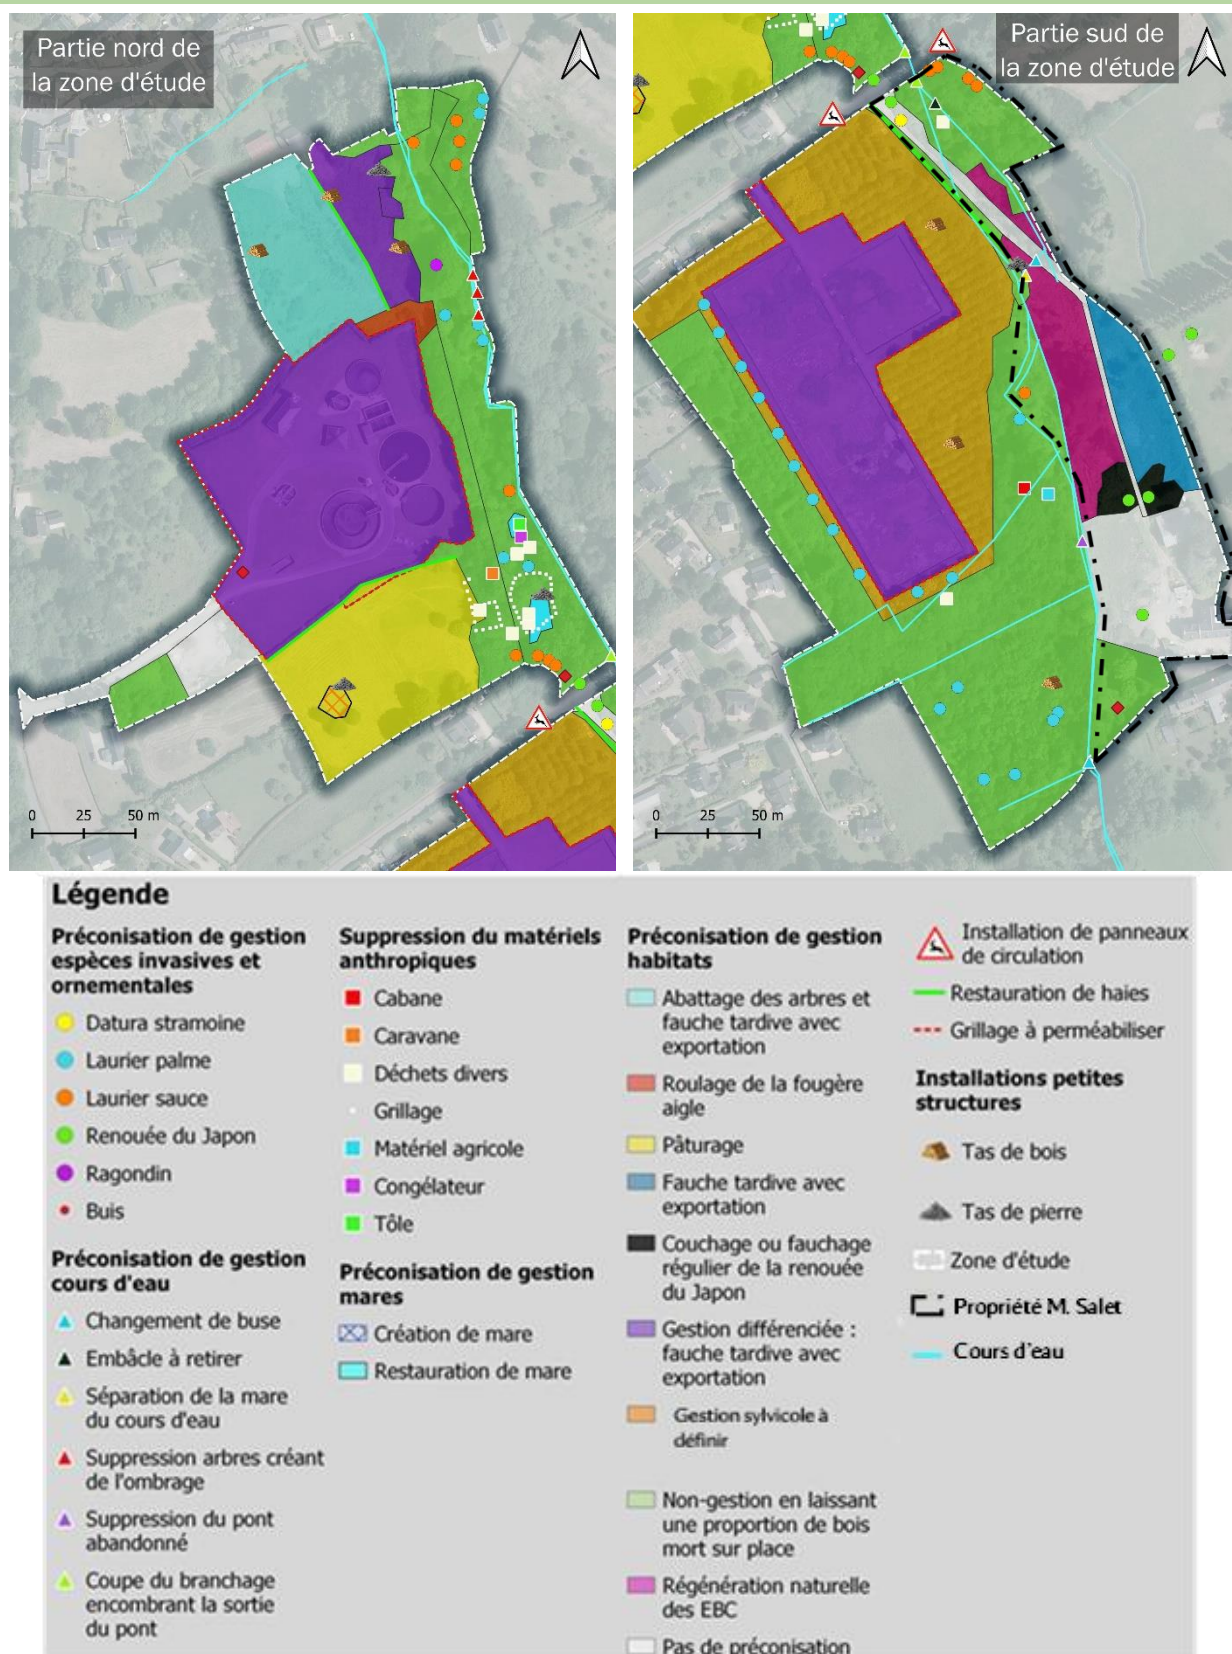 Partie nord de
la zone d'étude
0 25 50 m
Partie sud de
la zone d'étude
0 25 50 m
Légende
Préconisation de gestion
espèces invasives et
ornementales
Datura stramoine
Laurier palme
Laurier sauce
Renouée du Japon
Ragondin
Buis
Préconisation de gestion
cours d'eau
Changement de buse
Embâcle à retirer
Séparation de la mare
du cours d'eau
Suppression arbres créant
de l'ombrage
Suppression du pont
abandonné
Coupe du branchage
encombrant la sortie
du pont
Suppression du matériels
anthropiques
Cabane
Caravane
Déchets divers
Grillage
Matériel agricole
Congélateur
Tôle
Préconisation de gestion
mares
Création de mare
Restauration de mare
Préconisation de gestion
habitats
Abattage des arbres et
fauche tardive avec
exportation
Roulage de la fougère
aigle
Pâturage
Fauche tardive avec
exportation
Couchage ou fauchage
régulier de la renouée
du Japon
Gestion différenciée :
fauche tardive avec
exportation
Gestion sylvicole à
définir
Non-gestion en laissant
une proportion de bois
mort sur place
Régénération naturelle
des EBC
Pas de préconisation
Installation de panneaux
de circulation
Restauration de haies
Grillage à perméabiliser
Installations petites
structures
Tas de bois
Tas de pierre
Zone d'étude
Propriété M. Salet
Cours d'eau